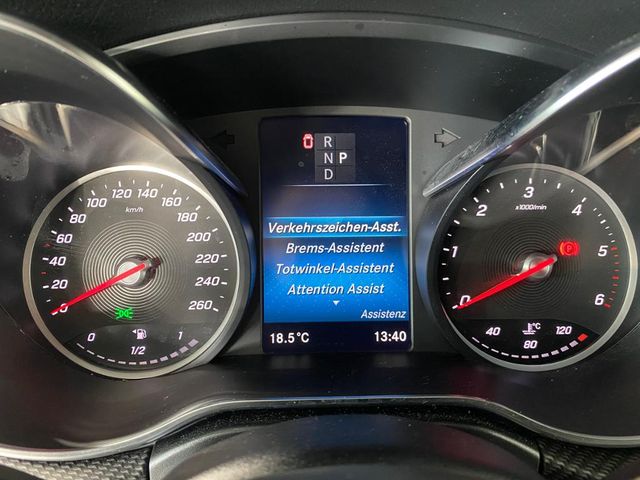 R
N P
D
Verkehrszeichen-Asst.
Brems-Assistent
Totwinkel-Assistent
Attention Assist
Assistenz
18.5°C 13:40
0
20
40
60
80
100
120
140
160
180
200
220
240
260
km/h
0 1/2 1
0
1
2
3
4
5
6
x1000/min
P
40 80 120
°C